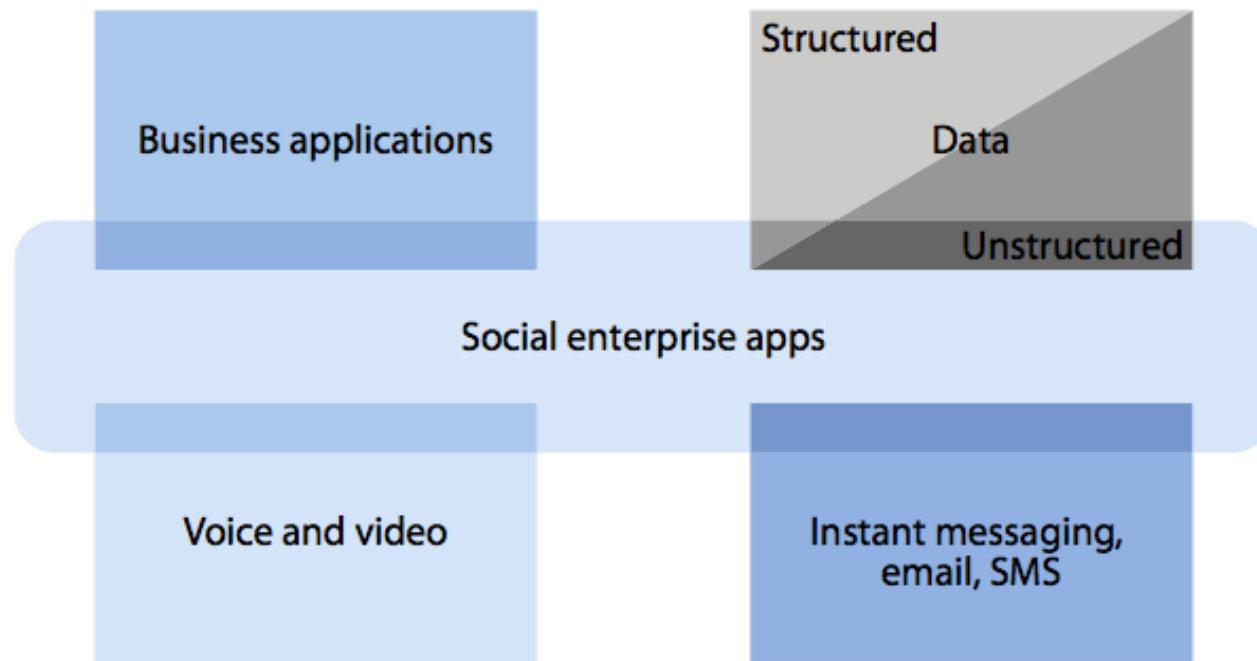 Structured
Business applications
Data
Unstructured
Social enterprise apps
Voice and video
Instant messaging,
email, SMS